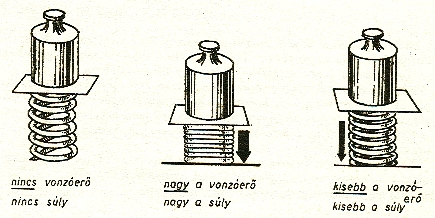 nincs vonzóerő
nincs súly
nagy a vonzóerő
nagy a súly
kisebb a vonzó-
erő
kisebb a súly